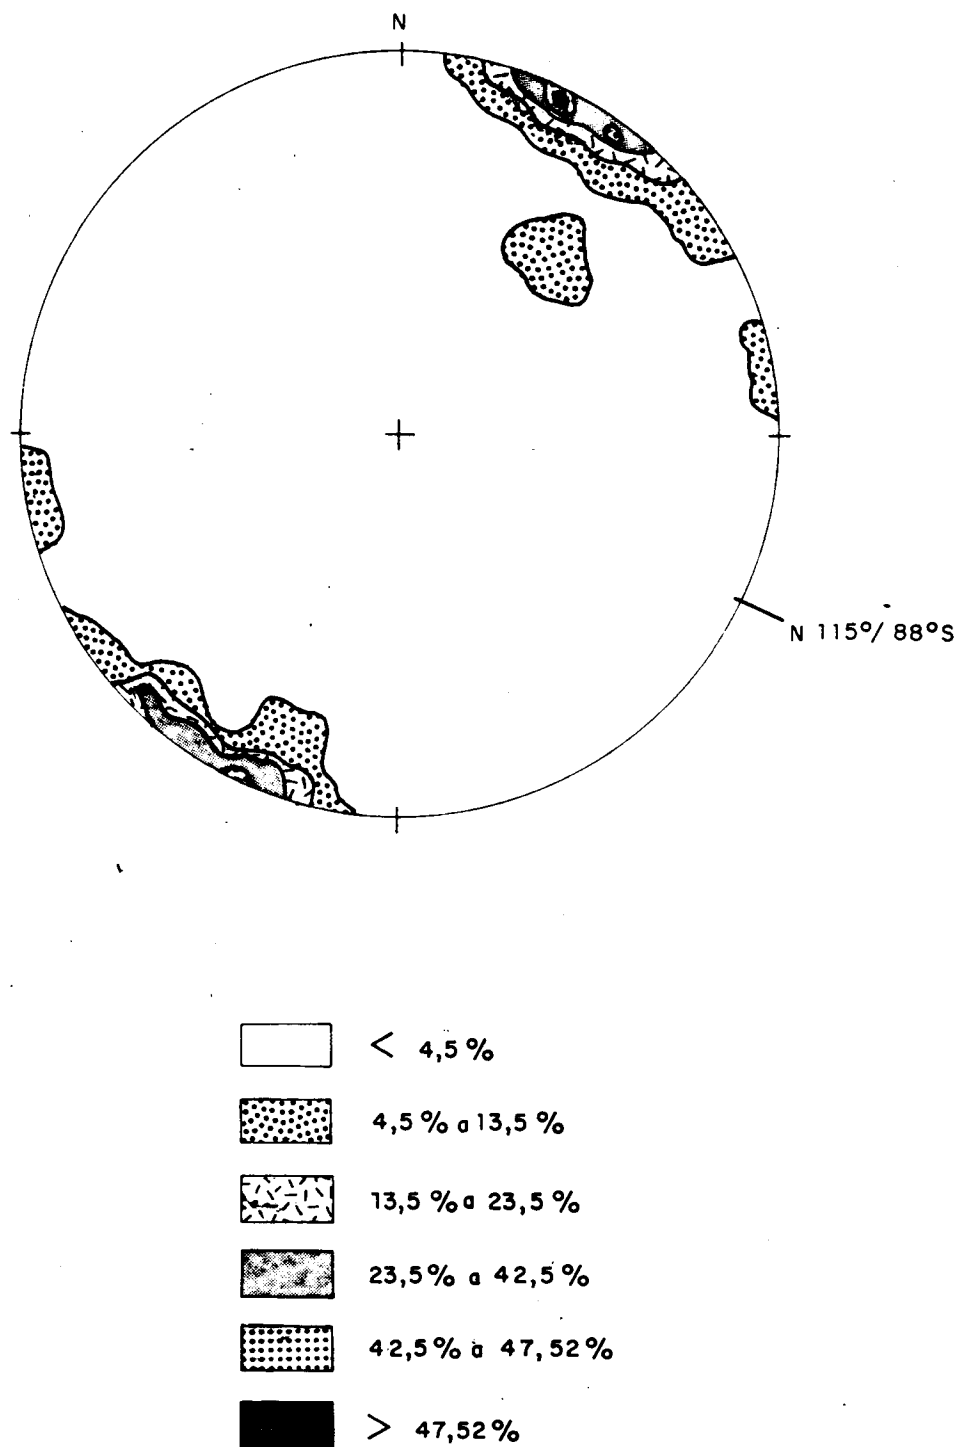 N
N 115°/ 88°S
< 4,5 %
4,5 % a 13,5 %
13,5 % a 23,5 %
23,5 % a 42,5 %
42,5 % a 47,52 %
> 47,52 %